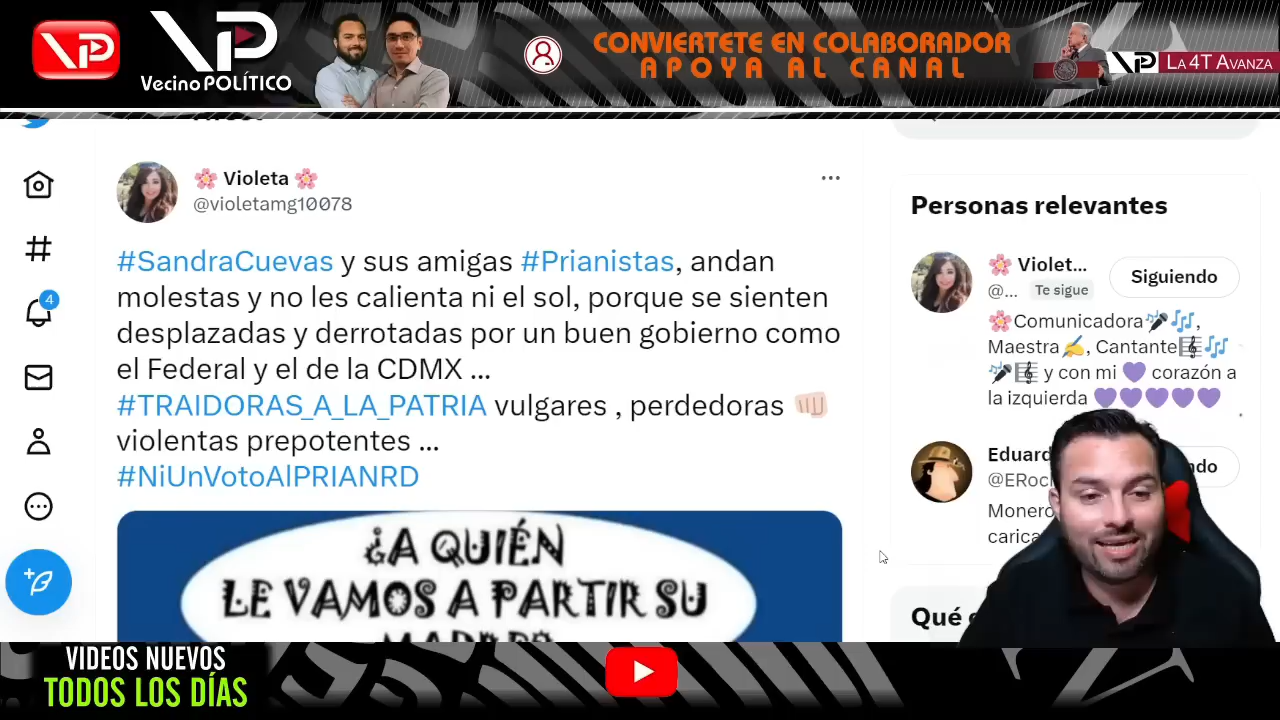 VP
VP
Vecino POLÍTICO
CONVIERTETE EN COLABORADOR
APOYA AL CANAL
VP LA 4T AVANZA
🌸 Violeta 🌸
@violetamg10078
#SandraCuevas y sus amigas #Prianistas, andan
molestas y no les calienta ni el sol, porque se sienten
desplazadas y derrotadas por un buen gobierno como
el Federal y el de la CDMX ...
#TRAIDORAS_A_LA_PATRIA vulgares , perdedoras 👊🏻
violentas prepotentes ...
#NiUnVotoAlPRIANRD
¿A QUIÉN
LE VAMOS A PARTIR SU
4
Personas relevantes
🌸 Violet...
@... Te sigue
Siguiendo
🌸Comunicadora🎤🎶,
Maestra✍️, Cantante🎼🎶
🎤🎼 y con mi 💜 corazón a
la izquierda 💜💜💜💜💜
Eduard
@ERoc
ndo
Monero
carica
Qué
VIDEOS NUEVOS
TODOS LOS DÍAS